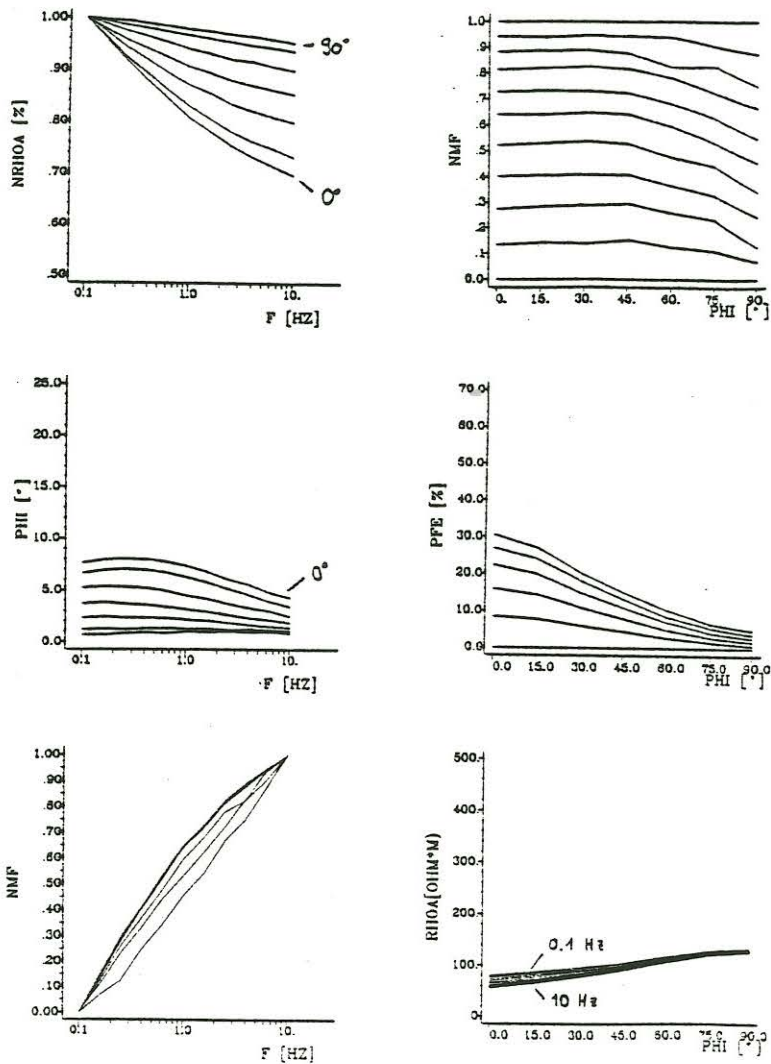 1.00
.90
.80
.70
.60
.50
NRHOA [%]
0.1 1.0 10.
F [HZ]
90°
0°
1.0
.9
.8
.7
.6
.5
.4
.3
.2
.1
0.0
NMF
0. 15. 30. 45. 60. 75. 90.
PHI [°]
25.0
20.0
15.0
10.0
5.0
0.0
PHI [°]
0.1 1.0 10.
F [HZ]
0°
70.0
60.0
50.0
40.0
30.0
20.0
10.0
0.0
PFE [%]
0.0 15.0 30.0 45.0 60.0 75.0 90.0
PHI [°]
1.00
.90
.80
.70
.60
.50
.40
.30
.20
.10
0.00
NMF
0.1 1.0 10.
F [HZ]
500.
400.
300.
200.
100.
0.0
RHOA[OHM*M]
0.1 Hz
10 Hz
0.0 15.0 30.0 45.0 60.0 75.0 90.0
PHI [°]